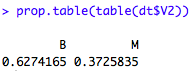 > prop.table(table(dt$V2))
B M
0.6274165 0.3725835